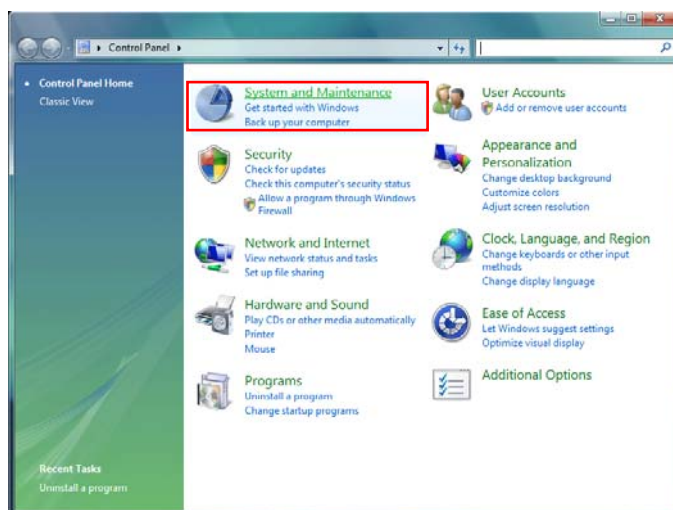 Control Panel
Control Panel Home
Classic View
System and Maintenance
Get started with Windows
Back up your computer
Security
Check for updates
Check this computer's security status
Allow a program through Windows
Firewall
Network and Internet
View network status and tasks
Set up file sharing
Hardware and Sound
Play CDs or other media automatically
Printer
Mouse
Programs
Uninstall a program
Change startup programs
User Accounts
Add or remove user accounts
Appearance and
Personalization
Change desktop background
Customize colors
Adjust screen resolution
Clock, Language, and Region
Change keyboards or other input
methods
Change display language
Ease of Access
Let Windows suggest settings
Optimize visual display
Additional Options
Recent Tasks
Uninstall a program